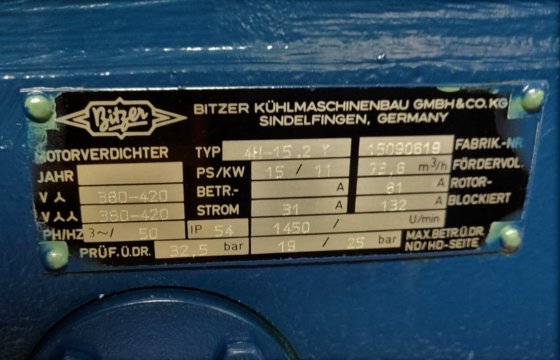 Bitzer
BITZER KÜHLMASCHINENBAU GMBH & CO. KG
SINDELFINGEN, GERMANY
MOTORVERDICHTER TYP 4H-15.2 Y 15090619 FABRIK-NR.
JAHR PS/KW 15 / 11 73,6 m³/h FÖRDERVOL.
V 人 380-420 BETR.- A 81 A ROTOR-
V 人人 380-420 STROM 31 A 132 A BLOCKIERT
PH/HZ 3~/ 50 IP 54 1450 / U/min
PRÜF.Ü.DR. 32,5 bar 19 / 25 bar MAX.BETR.Ü.DR.
ND/HD-SEITE